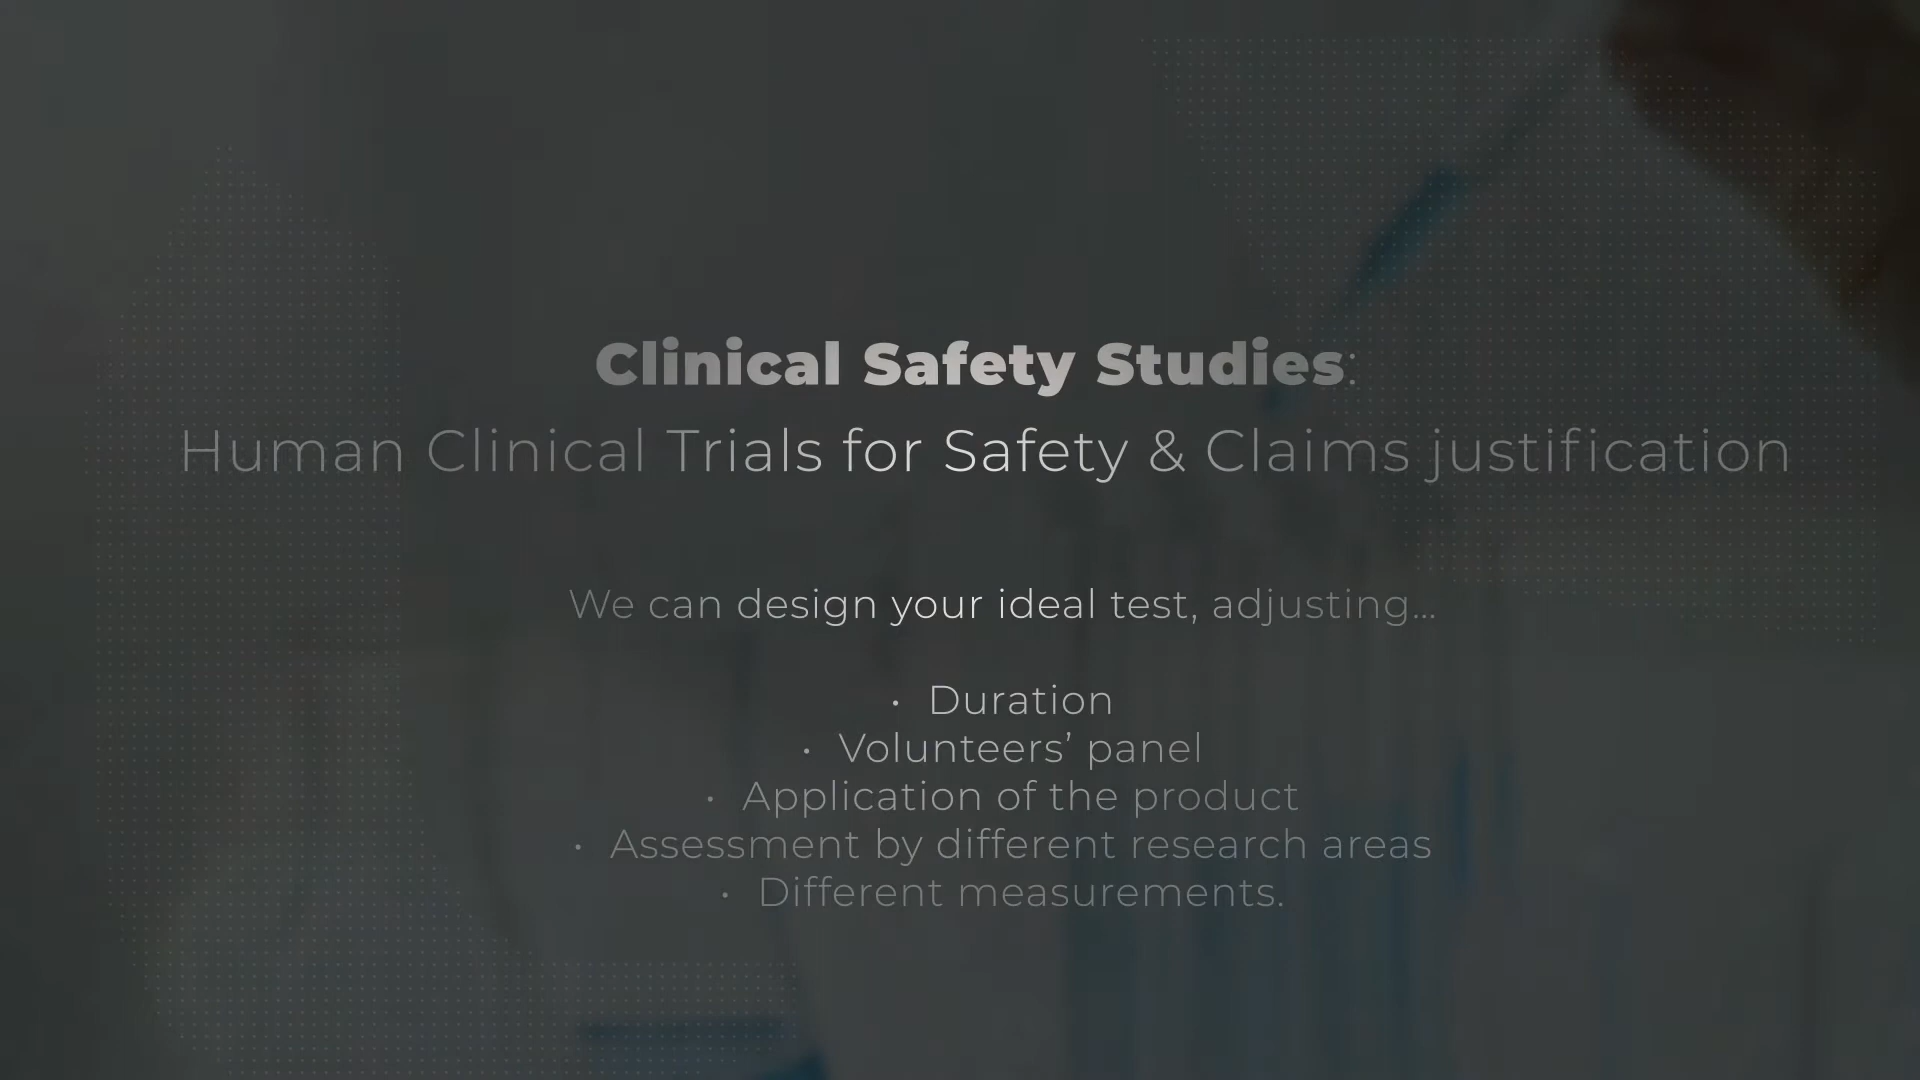 Clinical Safety Studies:
Human Clinical Trials for Safety & Claims justification
We can design your ideal test, adjusting...
• Duration
• Volunteers’ panel
• Application of the product
• Assessment by different research areas
• Different measurements.